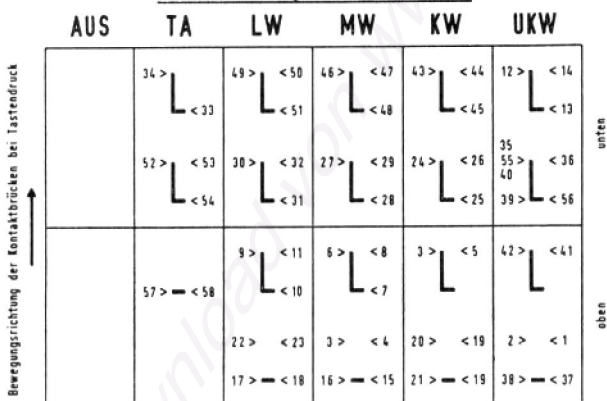 AUS TA LW MW KW UKW
34> 49> <50 46> <47 43> <44 12> <14
<33 <51 <48 <45 <13
35
52> <53 30> <32 27> <29 24> <26 55> <36
40
<54 <31 <28 <25 39> <56
9> <11 6> <8 3> <5 42> <41
57> <58 <10 <7
22> <23 3> <4 20> <19 2> <1
17> <18 16> <15 21> <19 38> <37
Bewegungsrichtung der Kontaktbrücken bei Tastendruck
unten
oben